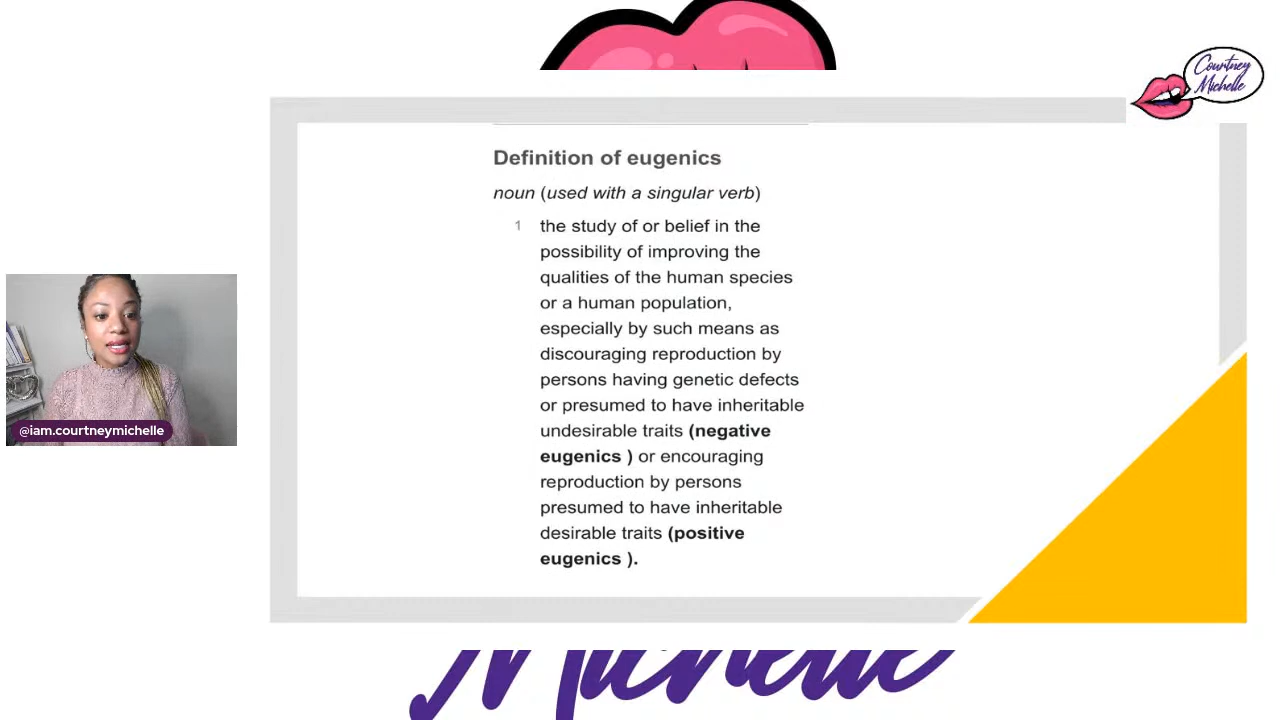 Courtney
Michelle
Definition of eugenics
noun (used with a singular verb)
1 the study of or belief in the
possibility of improving the
qualities of the human species
or a human population,
especially by such means as
discouraging reproduction by
persons having genetic defects
or presumed to have inheritable
undesirable traits (negative
eugenics ) or encouraging
reproduction by persons
presumed to have inheritable
desirable traits (positive
eugenics ).
@iam.courtneymichelle
Michelle